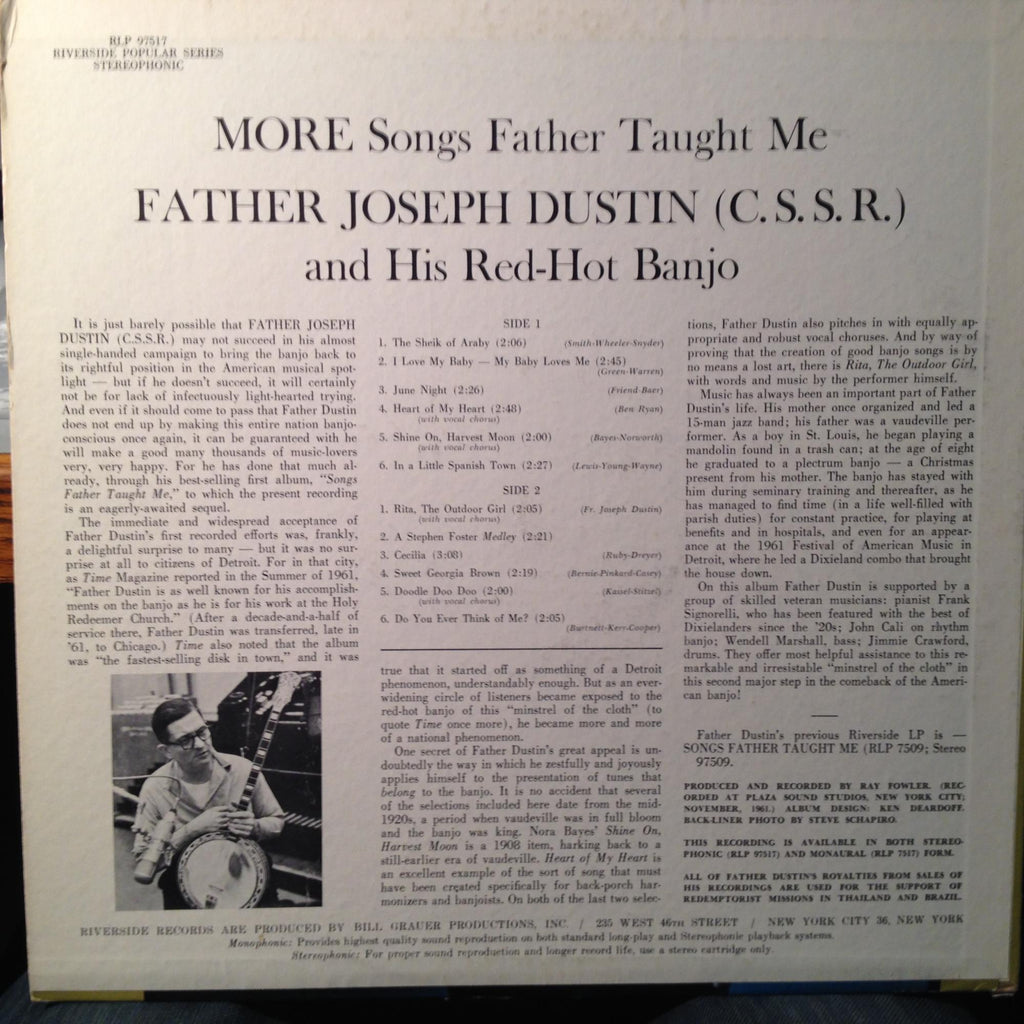 RLP 97517
RIVERSIDE POPULAR SERIES
STEREOPHONIC
MORE Songs Father Taught Me
FATHER JOSEPH DUSTIN (C.S.S.R.)
and His Red-Hot Banjo
It is just barely possible that FATHER JOSEPH
DUSTIN (C.S.S.R.) may not succeed in his almost
single-handed campaign to bring the banjo back to
its rightful position in the American musical spot-
light — but if he doesn't succeed, it will certainly
not be for lack of infectuously light-hearted trying.
And even if it should come to pass that Father Dustin
does not end up by making this entire nation banjo-
conscious once again, it can be guaranteed with he
will make a good many thousands of music-lovers
very, very happy. For he has done that much al-
ready, through his best-selling first album, "Songs
Father Taught Me," to which the present recording
is an eagerly-awaited sequel.
The immediate and widespread acceptance of
Father Dustin's first recorded efforts was, frankly,
a delightful surprise to many — but it was no sur-
prise at all to citizens of Detroit. For in that city,
as Time Magazine reported in the Summer of 1961,
"Father Dustin is as well known for his accomplish-
ments on the banjo as he is for his work at the Holy
Redeemer Church." (After a decade-and-a-half of
service there, Father Dustin was transferred, late in
'61, to Chicago.) Time also noted that the album
was "the fastest-selling disk in town," and it was
SIDE 1
1. The Sheik of Araby (2:06) (Smith-Wheeler-Snyder)
2. I Love My Baby — My Baby Loves Me (2:45)
(Green-Warren)
3. June Night (2:26) (Friend-Baer)
4. Heart of My Heart (2:48) (Ben Ryan)
(with vocal chorus)
5. Shine On, Harvest Moon (2:00) (Bayes-Norworth)
(with vocal chorus)
6. In a Little Spanish Town (2:27) (Lewis-Young-Wayne)
SIDE 2
1. Rita, The Outdoor Girl (2:05) (Fr. Joseph Dustin)
(with vocal chorus)
2. A Stephen Foster Medley (2:21)
3. Cecilia (3:08) (Ruby-Dreyer)
4. Sweet Georgia Brown (2:19) (Bernie-Pinkard-Casey)
5. Doodle Doo Doo (2:00) (Kassel-Stitzel)
(with vocal chorus)
6. Do You Ever Think of Me? (2:05)
(Burtnett-Kerr-Cooper)
true that it started off as something of a Detroit
phenomenon, understandably enough. But as an ever-
widening circle of listeners became exposed to the
red-hot banjo of this "minstrel of the cloth" (to
quote Time once more), he became more and more
of a national phenomenon.
One secret of Father Dustin's great appeal is un-
doubtedly the way in which he zestfully and joyously
applies himself to the presentation of tunes that
belong to the banjo. It is no accident that several
of the selections included here date from the mid-
1920s, a period when vaudeville was in full bloom
and the banjo was king. Nora Bayes' Shine On,
Harvest Moon is a 1908 item, harking back to a
still-earlier era of vaudeville. Heart of My Heart is
an excellent example of the sort of song that must
have been created specifically for back-porch har-
monizers and banjoists. On both of the last two selec-
tions, Father Dustin also pitches in with equally ap-
propriate and robust vocal choruses. And by way of
proving that the creation of good banjo songs is by
no means a lost art, there is Rita, The Outdoor Girl,
with words and music by the performer himself.
Music has always been an important part of Father
Dustin's life. His mother once organized and led a
15-man jazz band; his father was a vaudeville per-
former. As a boy in St. Louis, he began playing a
mandolin found in a trash can; at the age of eight
he graduated to a plectrum banjo — a Christmas
present from his mother. The banjo has stayed with
him during seminary training and thereafter, as he
has managed to find time (in a life well-filled with
parish duties) for constant practice, for playing at
benefits and in hospitals, and even for an appear-
ance at the 1961 Festival of American Music in
Detroit, where he led a Dixieland combo that brought
the house down.
On this album Father Dustin is supported by a
group of skilled veteran musicians: pianist Frank
Signorelli, who has been featured with the best of
Dixielanders since the '20s; John Cali on rhythm
banjo; Wendell Marshall, bass; Jimmie Crawford,
drums. They offer most helpful assistance to this re-
markable and irresistable "minstrel of the cloth" in
this second major step in the comeback of the Ameri-
can banjo!
Father Dustin's previous Riverside LP is —
SONGS FATHER TAUGHT ME (RLP 7509; Stereo
97509.
PRODUCED AND RECORDED BY RAY FOWLER. (REC-
ORDED AT PLAZA SOUND STUDIOS, NEW YORK CITY;
NOVEMBER, 1961.) ALBUM DESIGN: KEN DEARDOFF.
BACK-LINER PHOTO BY STEVE SCHAPIRO.
THIS RECORDING IS AVAILABLE IN BOTH STEREO-
PHONIC (RLP 97517) AND MONAURAL (RLP 7517) FORM.
ALL OF FATHER DUSTIN'S ROYALTIES FROM SALES OF
HIS RECORDINGS ARE USED FOR THE SUPPORT OF
REDEMPTORIST MISSIONS IN THAILAND AND BRAZIL.
RIVERSIDE RECORDS ARE PRODUCED BY BILL GRAUER PRODUCTIONS, INC. / 235 WEST 46TH STREET / NEW YORK CITY 36, NEW YORK
Monophonic: Provides highest quality sound reproduction on both standard long-play and Stereophonic playback systems.
Stereophonic: For proper sound reproduction and longer record life, use a stereo cartridge only.